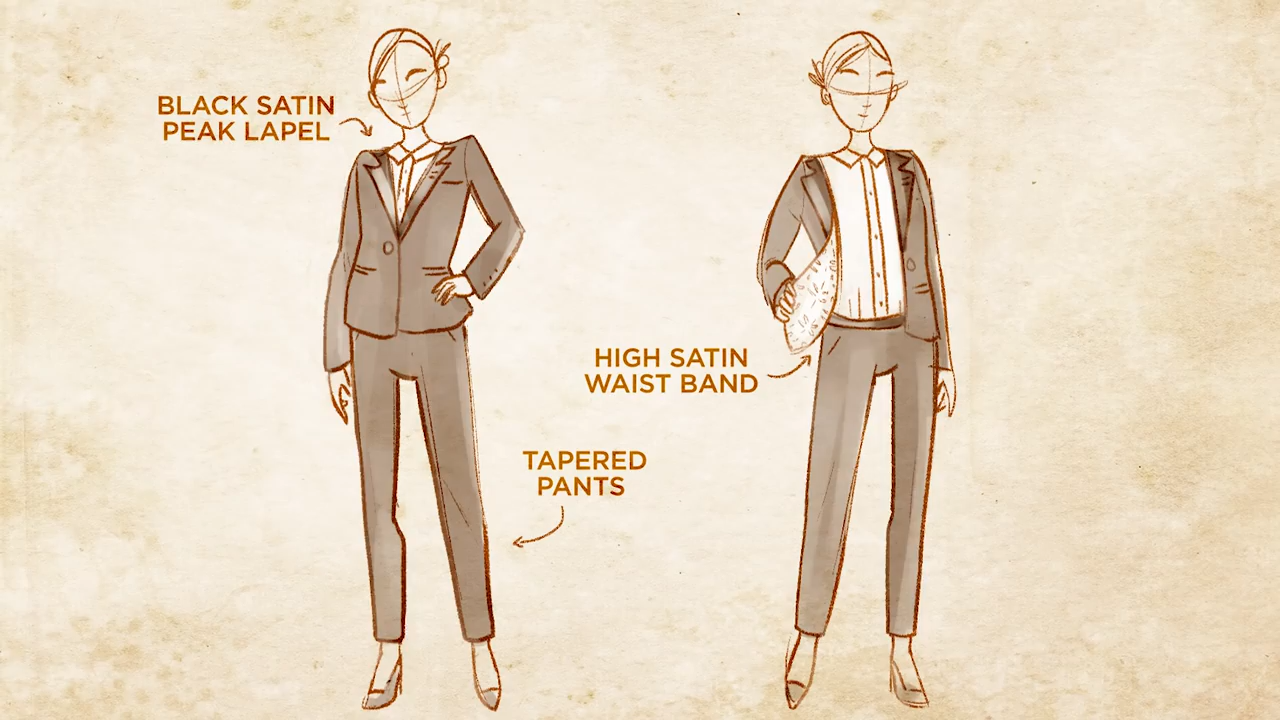 BLACK SATIN
PEAK LAPEL
HIGH SATIN
WAIST BAND
TAPERED
PANTS